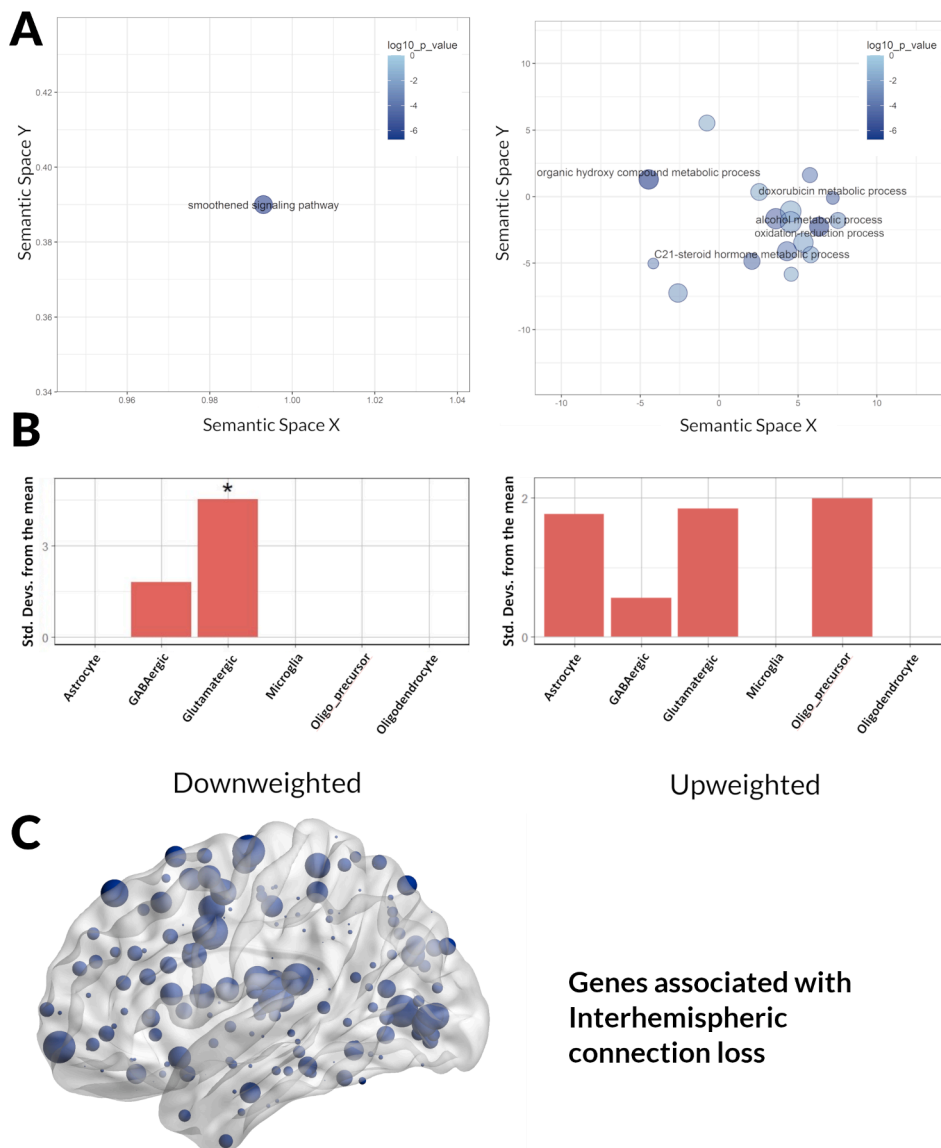 A
log10_p_value
0
-2
-4
-6
Semantic Space Y
0.42
0.40
0.38
0.36
0.34
smoothened signaling pathway
0.96
0.98
1.00
1.02
1.04
Semantic Space X
log10_p_value
0
-2
-4
-6
Semantic Space Y
10
5
0
-5
-10
organic hydroxy compound metabolic process
doxorubicin metabolic process
alcohol metabolic process
oxidation-reduction process
C21-steroid hormone metabolic process
-10
-5
0
5
10
Semantic Space X
B
Std. Devs. from the mean
3
0
*
Astrocyte
GABAergic
Glutamatergic
Microglia
Oligo_precursor
Oligodendrocyte
Downweighted
Std. Devs. from the mean
2
0
Astrocyte
GABAergic
Glutamatergic
Microglia
Oligo_precursor
Oligodendrocyte
Upweighted
C
Genes associated with
Interhemispheric
connection loss